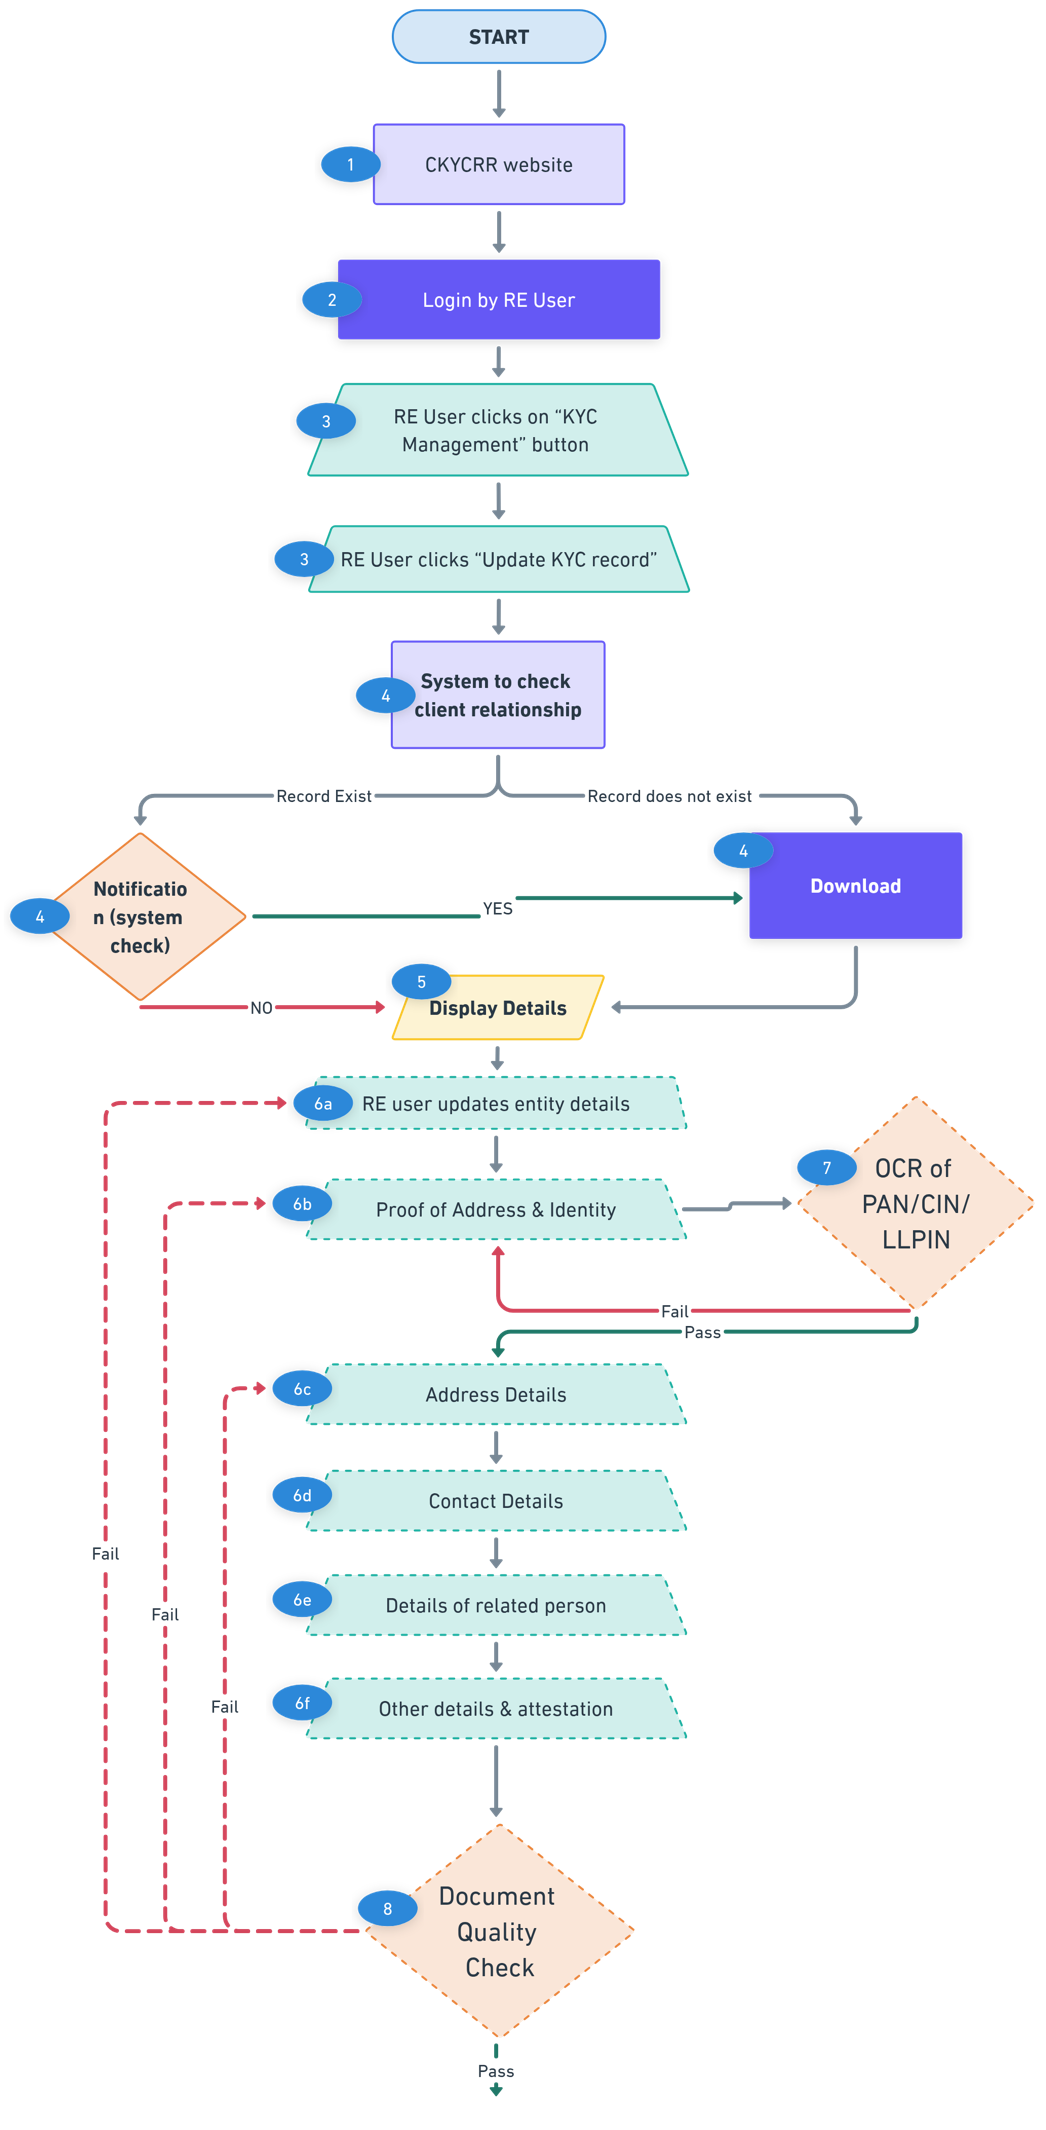 START
1
CKYCRR website
2
Login by RE User
3
RE User clicks on “KYC
Management” button
3
RE User clicks “Update KYC record”
4
System to check
client relationship
Record Exist
Record does not exist
4
Notificatio
n (system
check)
YES
4
Download
NO
5
Display Details
6a
RE user updates entity details
6b
Proof of Address & Identity
7
OCR of
PAN/CIN/
LLPIN
Fail
Pass
6c
Address Details
6d
Contact Details
Fail
6e
Details of related person
Fail
6f
Other details & attestation
Fail
8
Document
Quality
Check
Pass